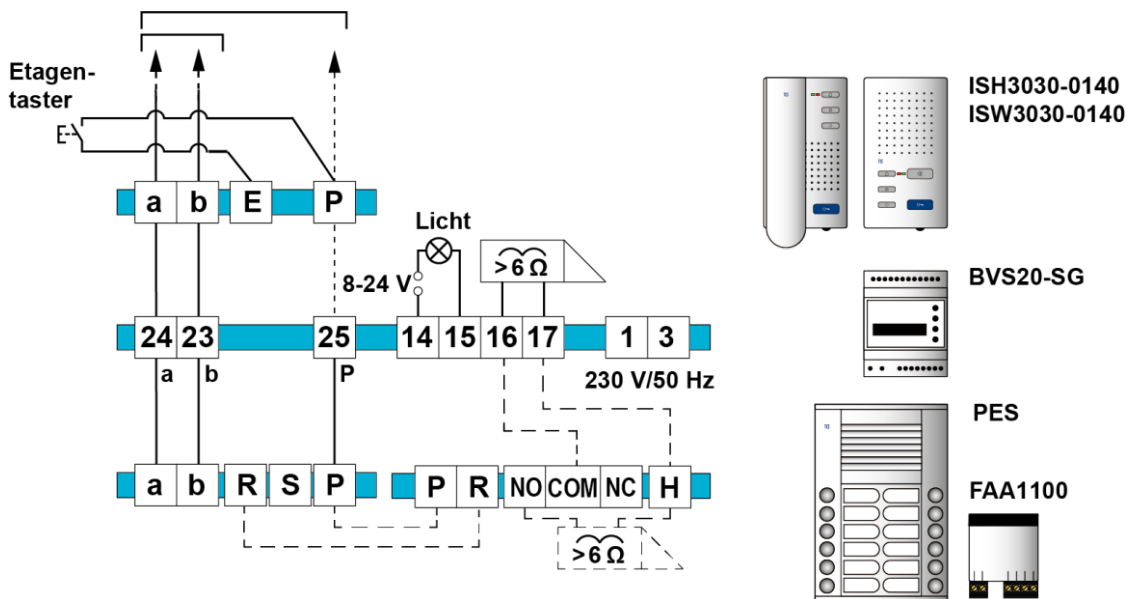 Etagen-
taster
a b E P
Licht
8-24 V
>6 Ω
24 23 25 14 15 16 17 1 3
a b P
230 V/50 Hz
a b R S P P R NO COM NC H
>6 Ω
ISH3030-0140
ISW3030-0140
BVS20-SG
PES
FAA1100